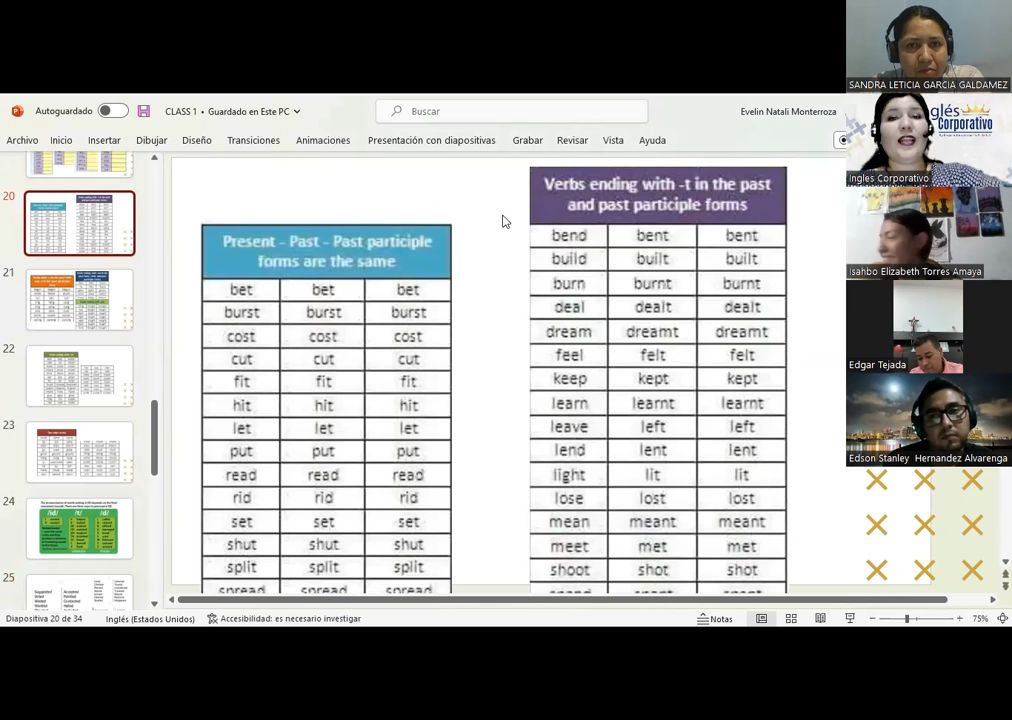 SANDRA LETICIA GARCIA GALDAMEZ
Autoguardado
CLASS 1 • Guardado en Este PC
Buscar
Evelin Natali Monterroza
Archivo Inicio Insertar Dibujar Diseño Transiciones Animaciones Presentación con diapositivas Grabar Revisar Vista Ayuda
Corporativo
Ingles Corporativo
Isahbo Elizabeth Torres Amaya
Edgar Tejada
Edson Stanley Hernandez Alvarenga
20
21
22
23
24
25
Present - Past - Past participle
forms are the same
bet bet bet
burst burst burst
cost cost cost
cut cut cut
fit fit fit
hit hit hit
let let let
put put put
read read read
rid rid rid
set set set
shut shut shut
split split split
spread spread spread
Verbs ending with -t in the past
and past participle forms
bend bent bent
build built built
burn burnt burnt
deal dealt dealt
dream dreamt dreamt
feel felt felt
keep kept kept
learn learnt learnt
leave left left
lend lent lent
light lit lit
lose lost lost
mean meant meant
meet met met
shoot shot shot
Diapositiva 20 de 34 Inglés (Estados Unidos) Accesibilidad: es necesario investigar Notas 75%